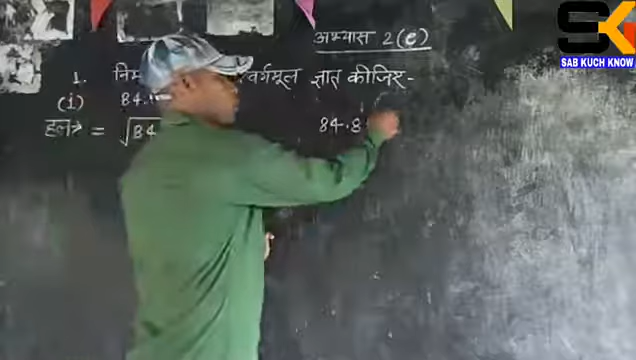 SK
SAB KUCH KNOW
अभ्यास 2(e)
1. वर्गमूल ज्ञात कीजिए-
(i) 84.
हल:- = √84
84.8